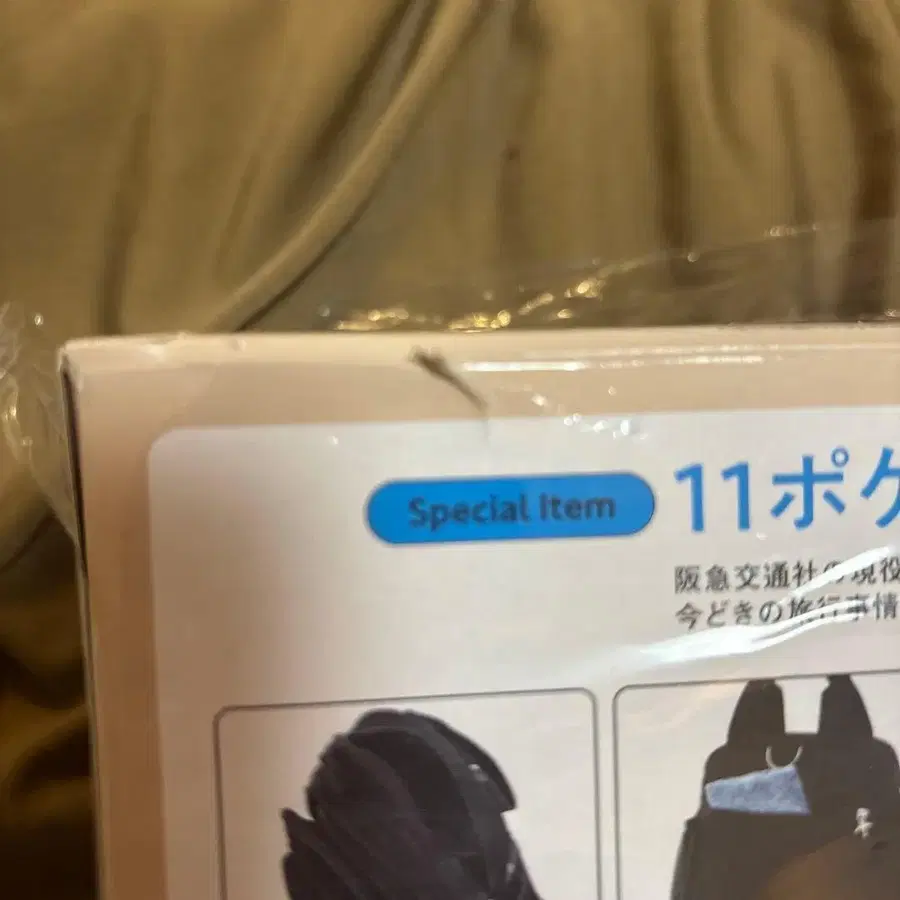 Special Item
11ポケ
阪急交通社の現役
今どきの旅行事情